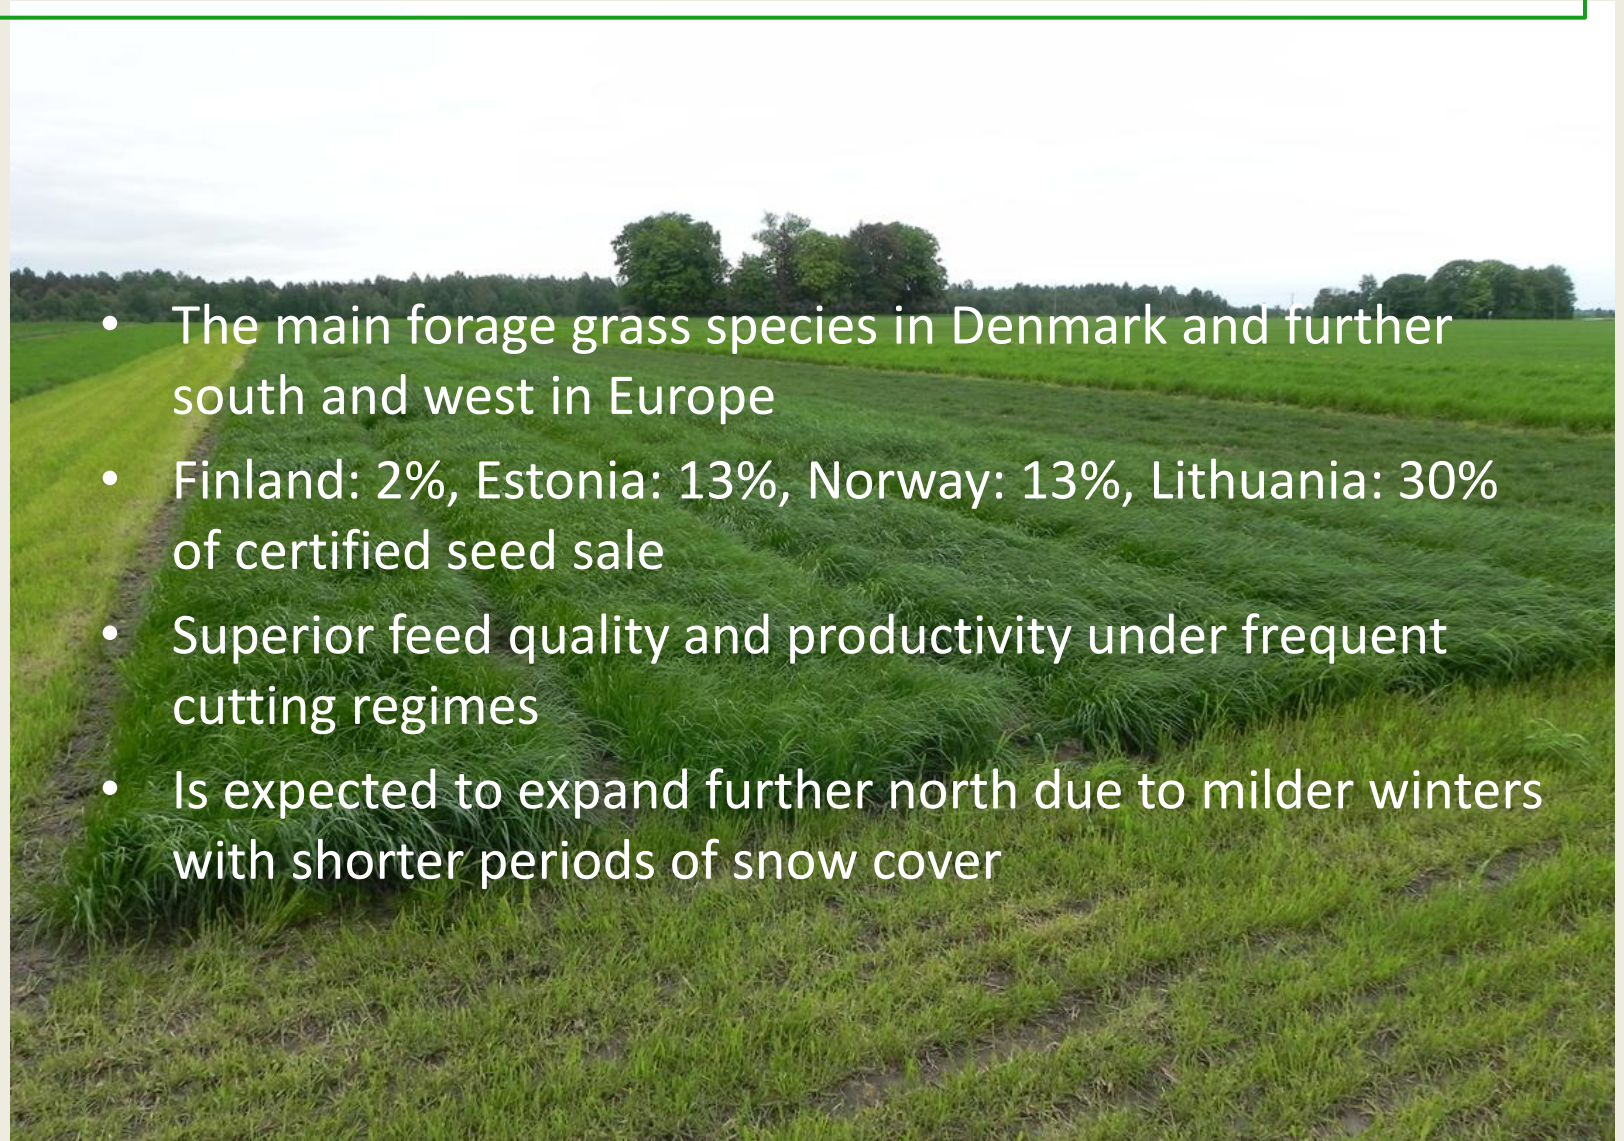 • The main forage grass species in Denmark and further
south and west in Europe
• Finland: 2%, Estonia: 13%, Norway: 13%, Lithuania: 30%
of certified seed sale
• Superior feed quality and productivity under frequent
cutting regimes
• Is expected to expand further north due to milder winters
with shorter periods of snow cover